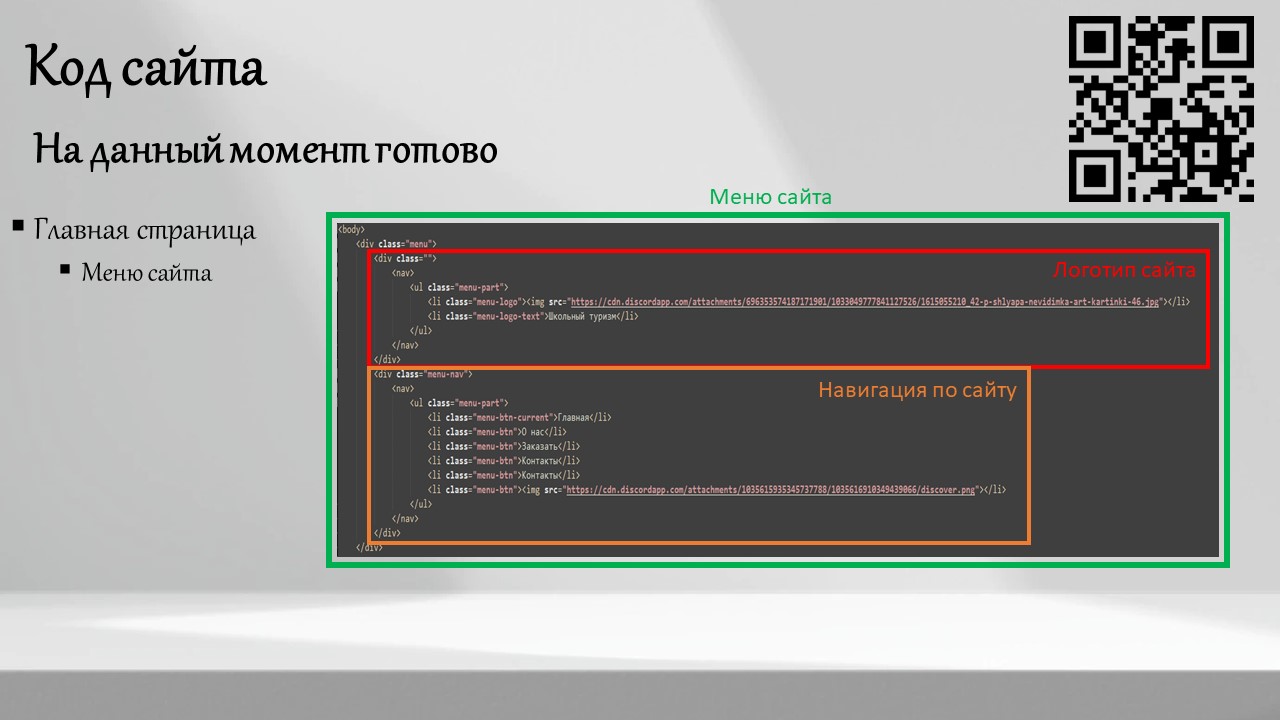 Код сайта
На данный момент готово
Главная страница
Меню сайта
Меню сайта
<body>
<div class="menu">
<div class="">
Логотип сайта
<nav>
<ul class="menu-part">
<li class="menu-logo"><img src="https://cdn.discordapp.com/attachments/696353574187171901/1033049777841127526/1615055210_42-p-shlyapa-nevidimka-art-kartinki-46.jpg"></li>
<li class="menu-logo-text">Школьный туризм</li>
</ul>
</nav>
</div>
<div class="menu-nav">
<nav>
Навигация по сайту
<ul class="menu-part">
<li class="menu-btn-current">Главная</li>
<li class="menu-btn">О нас</li>
<li class="menu-btn">Заказать</li>
<li class="menu-btn">Контакты</li>
<li class="menu-btn">Контакты</li>
<li class="menu-btn"><img src="https://cdn.discordapp.com/attachments/1035615935345737788/1035616910349439066/discover.png"></li>
</ul>
</nav>
</div>
</div>